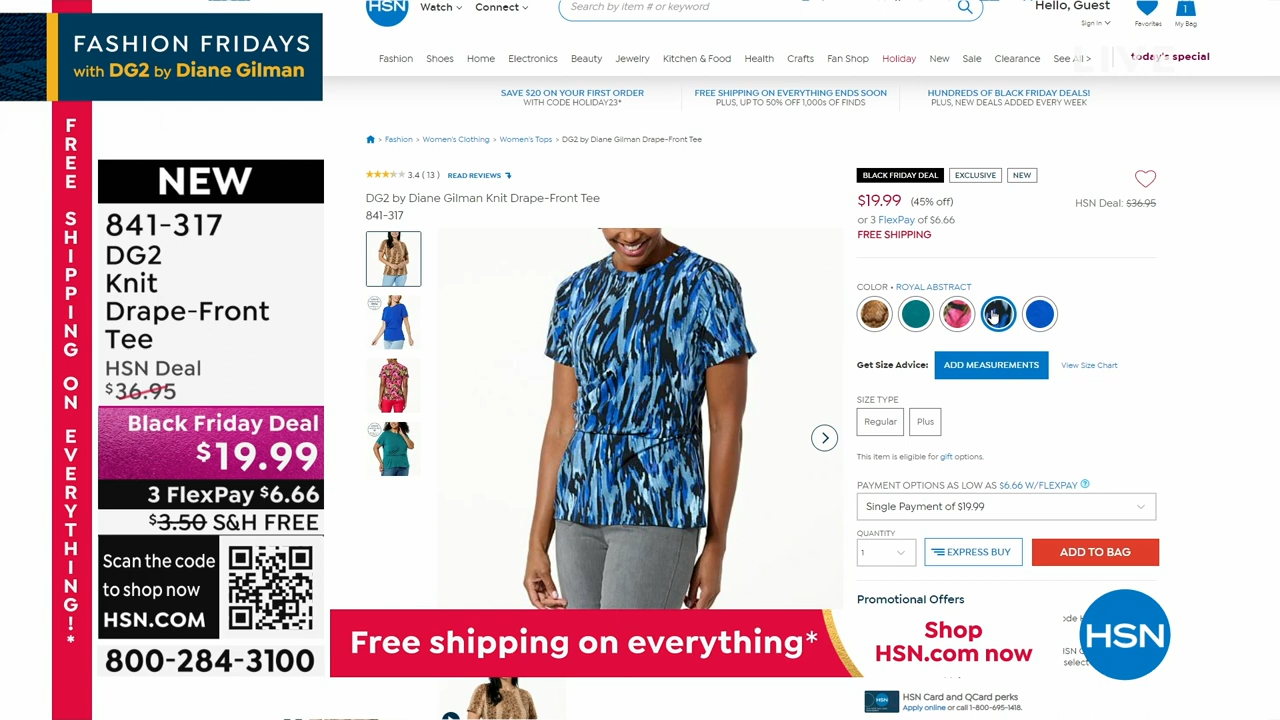 FASHION FRIDAYS
with DG2 by Diane Gilman
FREE SHIPPING ON EVERYTHING!*
NEW
841-317
DG2
Knit
Drape-Front
Tee
HSN Deal
$36.95
Black Friday Deal
$19.99
3 FlexPay $6.66
$3.50 S&H FREE
Scan the code
to shop now
HSN.COM
800-284-3100
HSN
Watch
Connect
Search by item # or keyword
Hello, Guest
Sign In
Favorites
1
My Bag
Fashion Shoes Home Electronics Beauty Jewelry Kitchen & Food Health Crafts Fan Shop Holiday New Sale Clearance See All >
LIVE
today's special
SAVE $20 ON YOUR FIRST ORDER
WITH CODE HOLIDAY23*
FREE SHIPPING ON EVERYTHING ENDS SOON
PLUS, UP TO 50% OFF 1,000s OF FINDS
HUNDREDS OF BLACK FRIDAY DEALS!
PLUS, NEW DEALS ADDED EVERY WEEK
> Fashion > Women's Clothing > Women's Tops > DG2 by Diane Gilman Drape-Front Tee
3.4 ( 13 ) READ REVIEWS
DG2 by Diane Gilman Knit Drape-Front Tee
841-317
BLACK FRIDAY DEAL EXCLUSIVE NEW
$19.99 (45% off)
HSN Deal: $36.95
or 3 FlexPay of $6.66
FREE SHIPPING
COLOR • ROYAL ABSTRACT
Get Size Advice: ADD MEASUREMENTS View Size Chart
SIZE TYPE
Regular Plus
This item is eligible for gift options.
PAYMENT OPTIONS AS LOW AS $6.66 W/FLEXPAY
Single Payment of $19.99
QUANTITY
1
EXPRESS BUY
ADD TO BAG
Promotional Offers
Free shipping on everything*
Shop
HSN.com now
HSN
HSN Card and QCard perks
Apply online or call 1-800-695-1418.